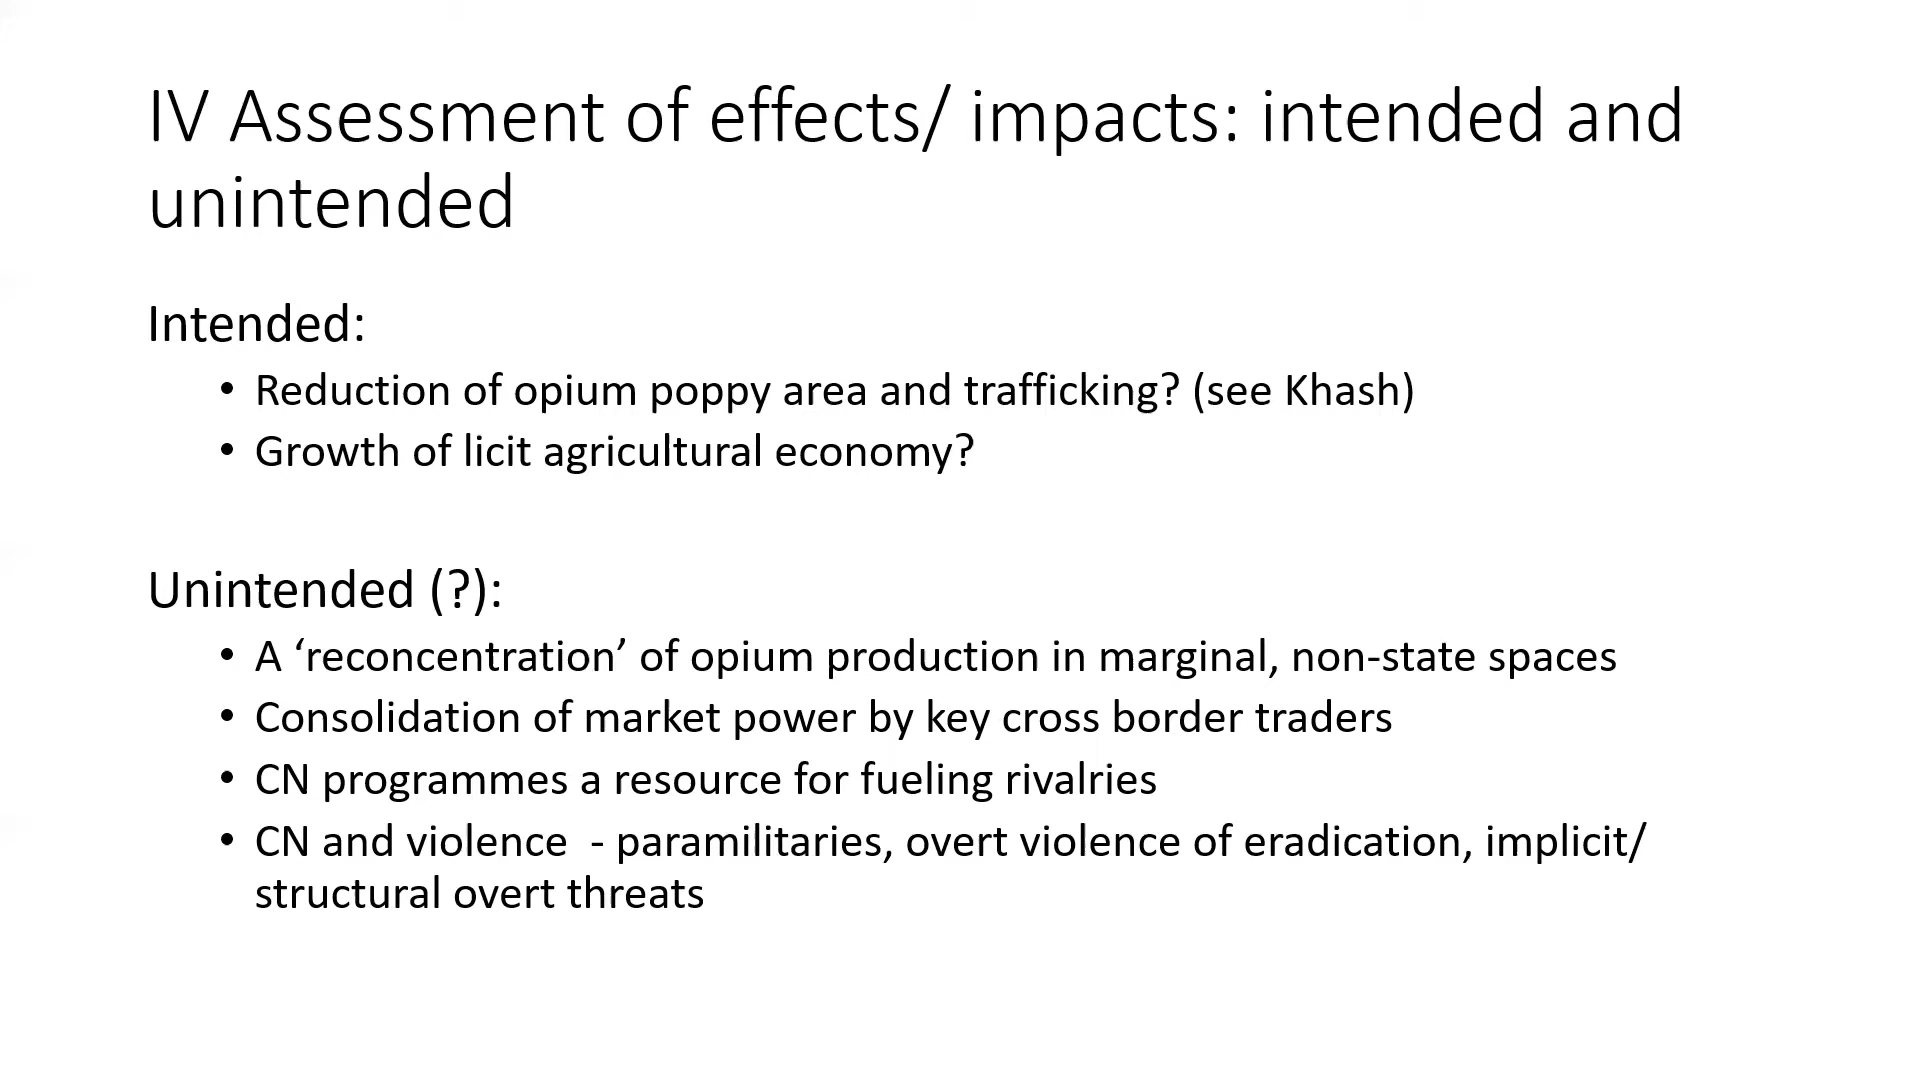 IV Assessment of effects/ impacts: intended and
unintended
Intended:
• Reduction of opium poppy area and trafficking? (see Khash)
• Growth of licit agricultural economy?
Unintended (?):
• A ‘reconcentration’ of opium production in marginal, non-state spaces
• Consolidation of market power by key cross border traders
• CN programmes a resource for fueling rivalries
• CN and violence  - paramilitaries, overt violence of eradication, implicit/
structural overt threats